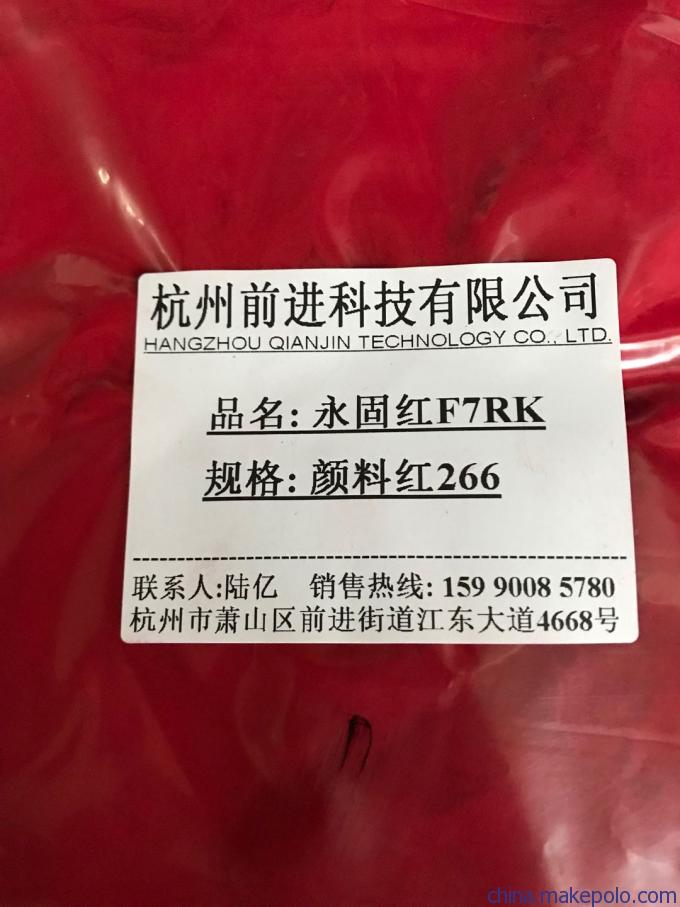 杭州前进科技有限公司
HANGZHOU QIANJIN TECHNOLOGY CO., LTD.
品名: 永固红F7RK
规格: 颜料红266
联系人:陆亿 销售热线: 159 9008 5780
杭州市萧山区前进街道江东大道4668号
china.makepolo.com